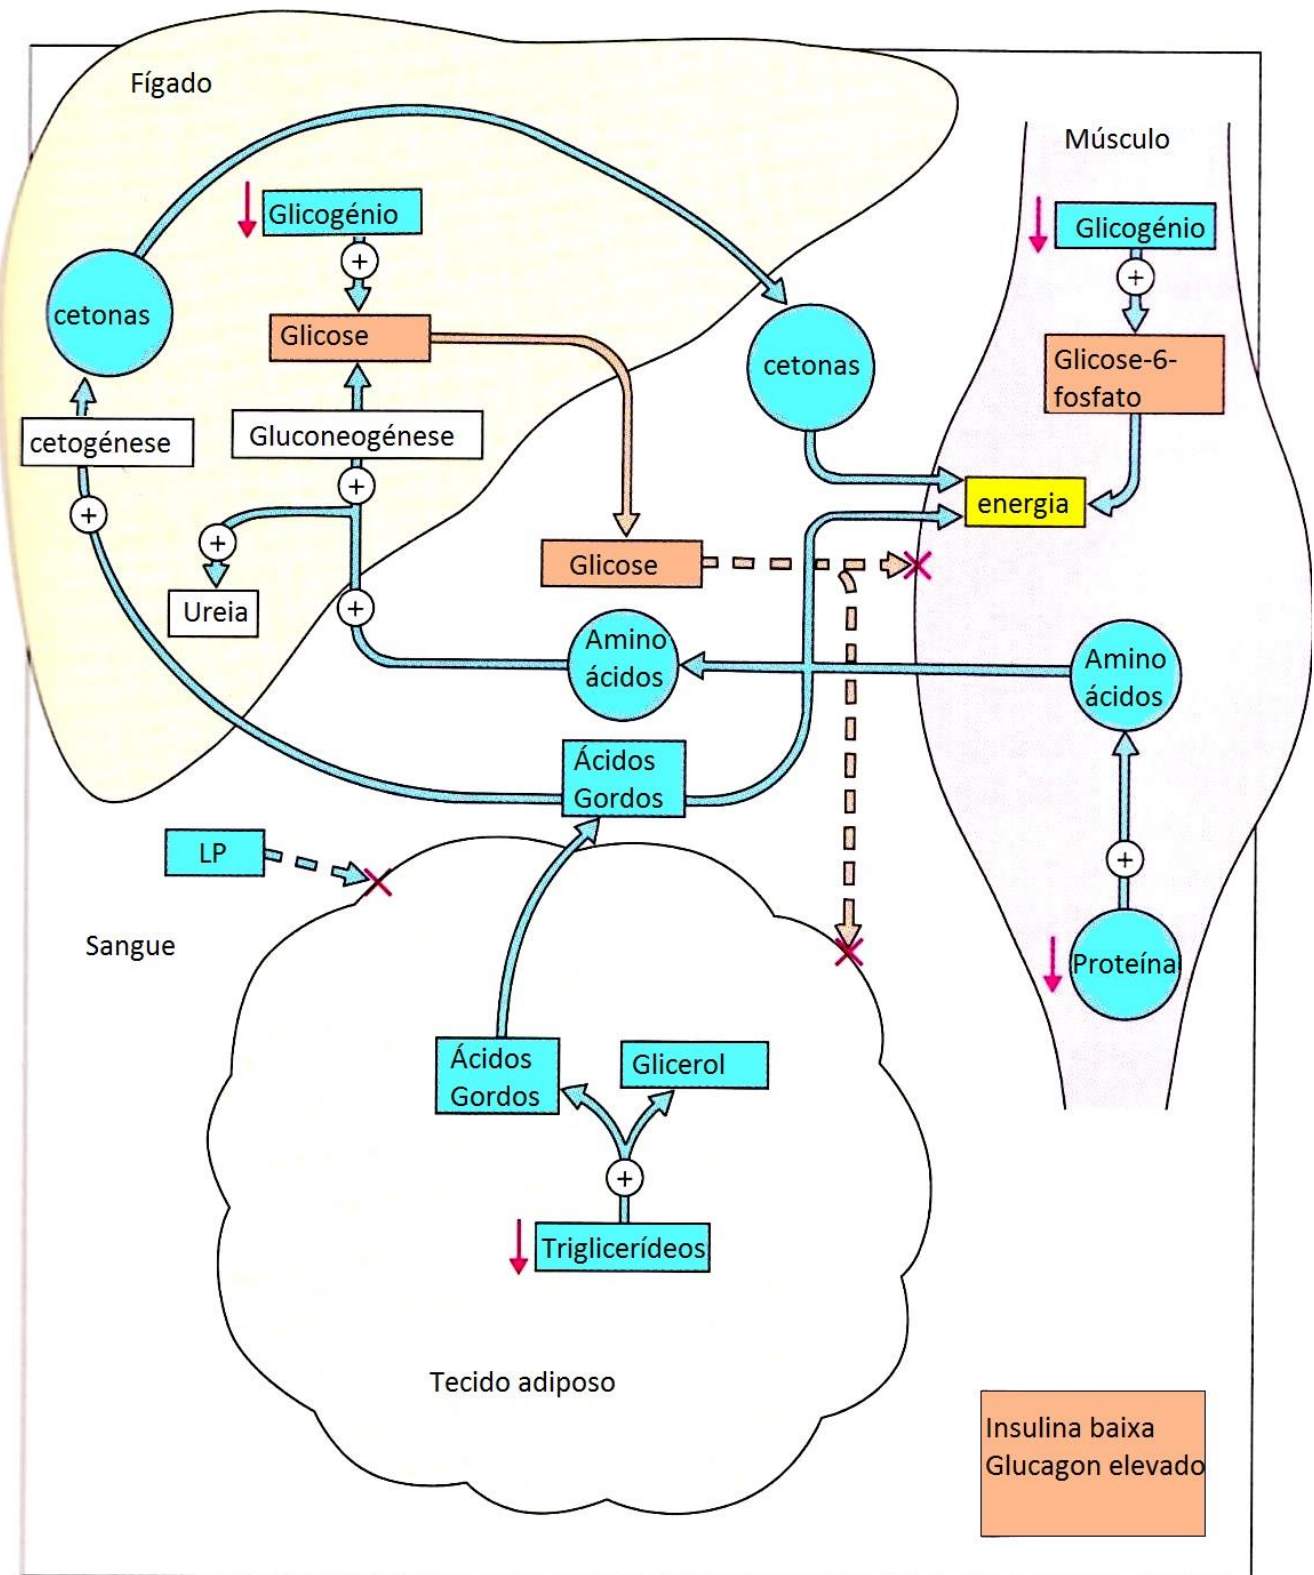 Fígado
Músculo
Glicogénio
Glicogénio
+
+
cetonas
Glicose
cetonas
Glicose-6-
fosfato
cetogénese
Gluconeogénese
+
+
energia
+
Glicose
Ureia
+
Amino
ácidos
Amino
ácidos
Ácidos
Gordos
LP
+
Sangue
Proteína
Ácidos
Gordos
Glicerol
+
Triglicerídeos
Tecido adiposo
Insulina baixa
Glucagon elevado